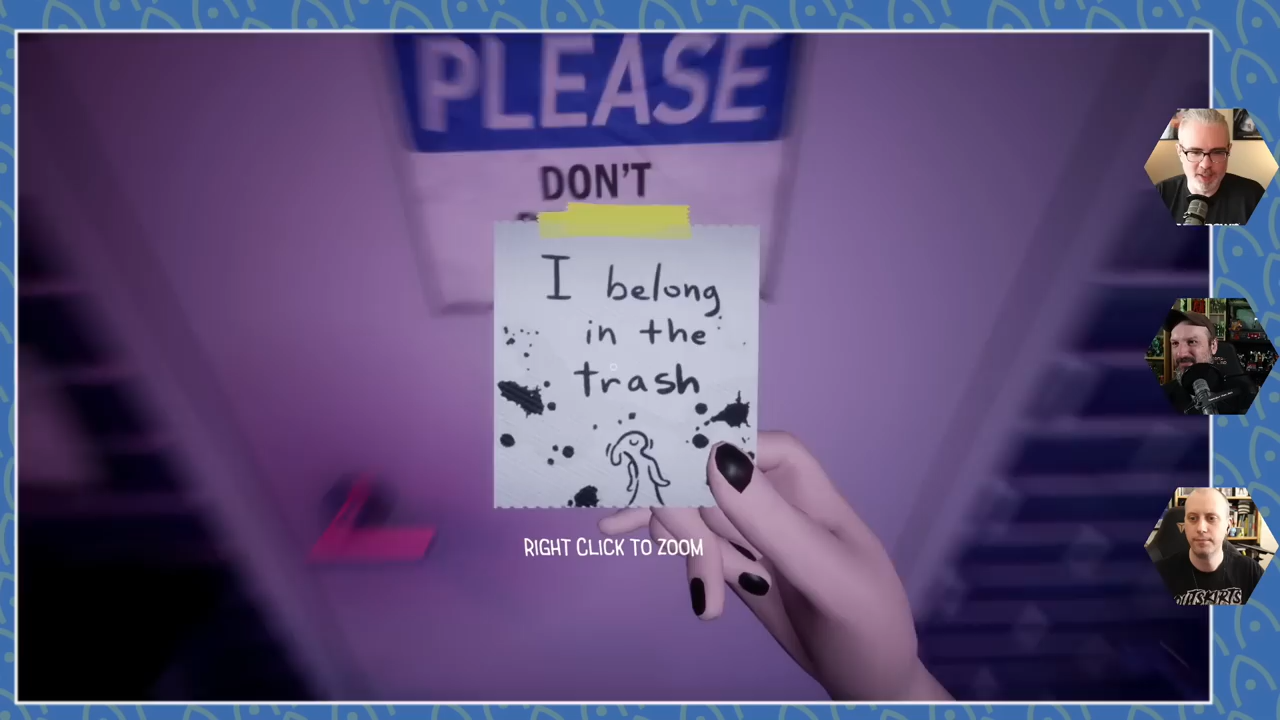 PLEASE
DON'T
I belong
in the
trash
RIGHT CLICK TO ZOOM